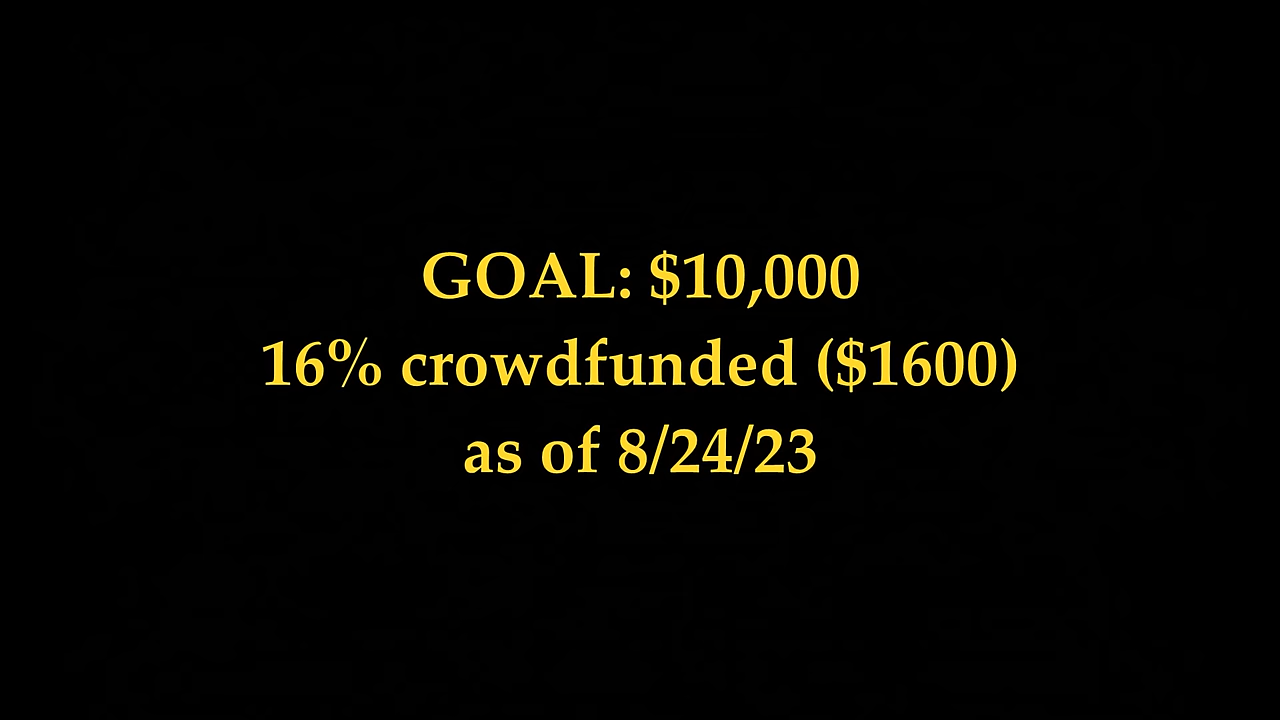 GOAL: $10,000
16% crowdfunded ($1600)
as of 8/24/23